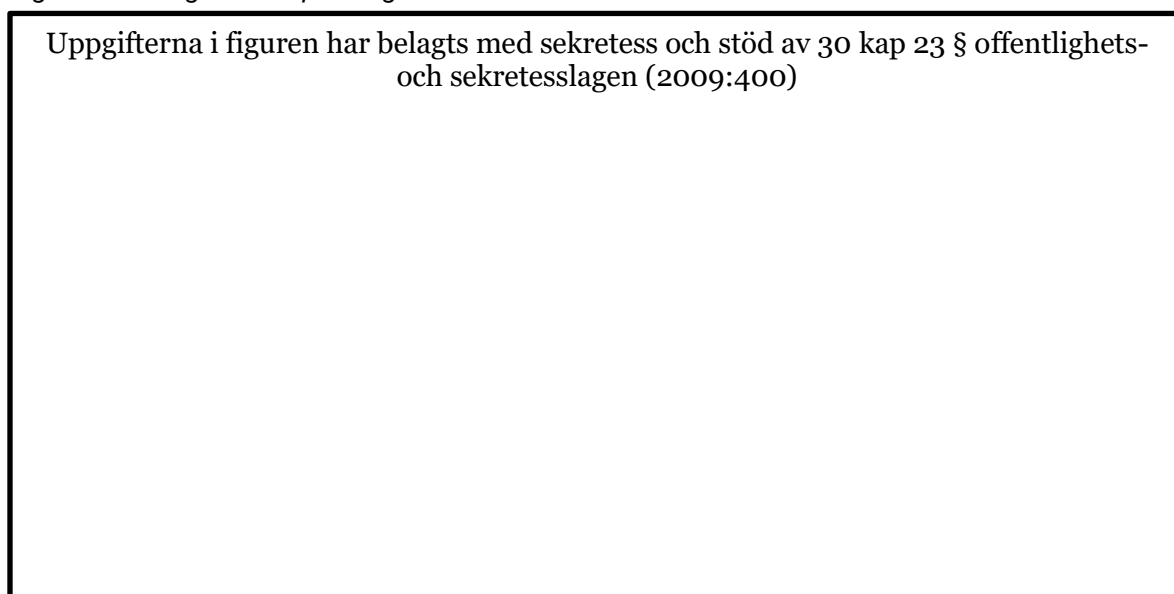 Uppgifterna i figuren har belagts med sekretess och stöd av 30 kap 23 § offentlighets-
och sekretesslagen (2009:400)